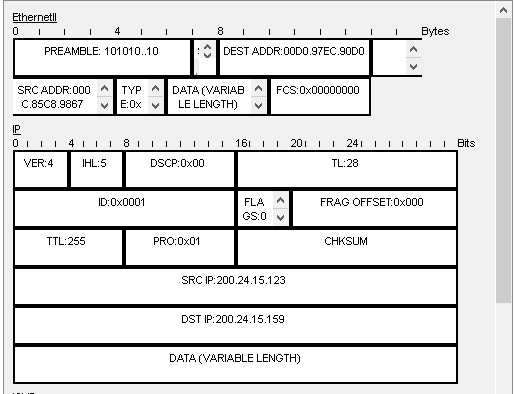 EthernetII
0 4 8 Bytes
PREAMBLE: 101010..10 DEST ADDR:00D0.97EC.90D0
SRC ADDR:000 TYP DATA (VARIAB FCS:0x00000000
C.85C8.9867 E:0x LE LENGTH)
IP
0 4 8 16 20 24 Bits
VER:4 IHL:5 DSCP:0x00 TL:28
ID:0x0001 FLA FRAG OFFSET:0x000
GS:0
TTL:255 PRO:0x01 CHKSUM
SRC IP:200.24.15.123
DST IP:200.24.15.159
DATA (VARIABLE LENGTH)